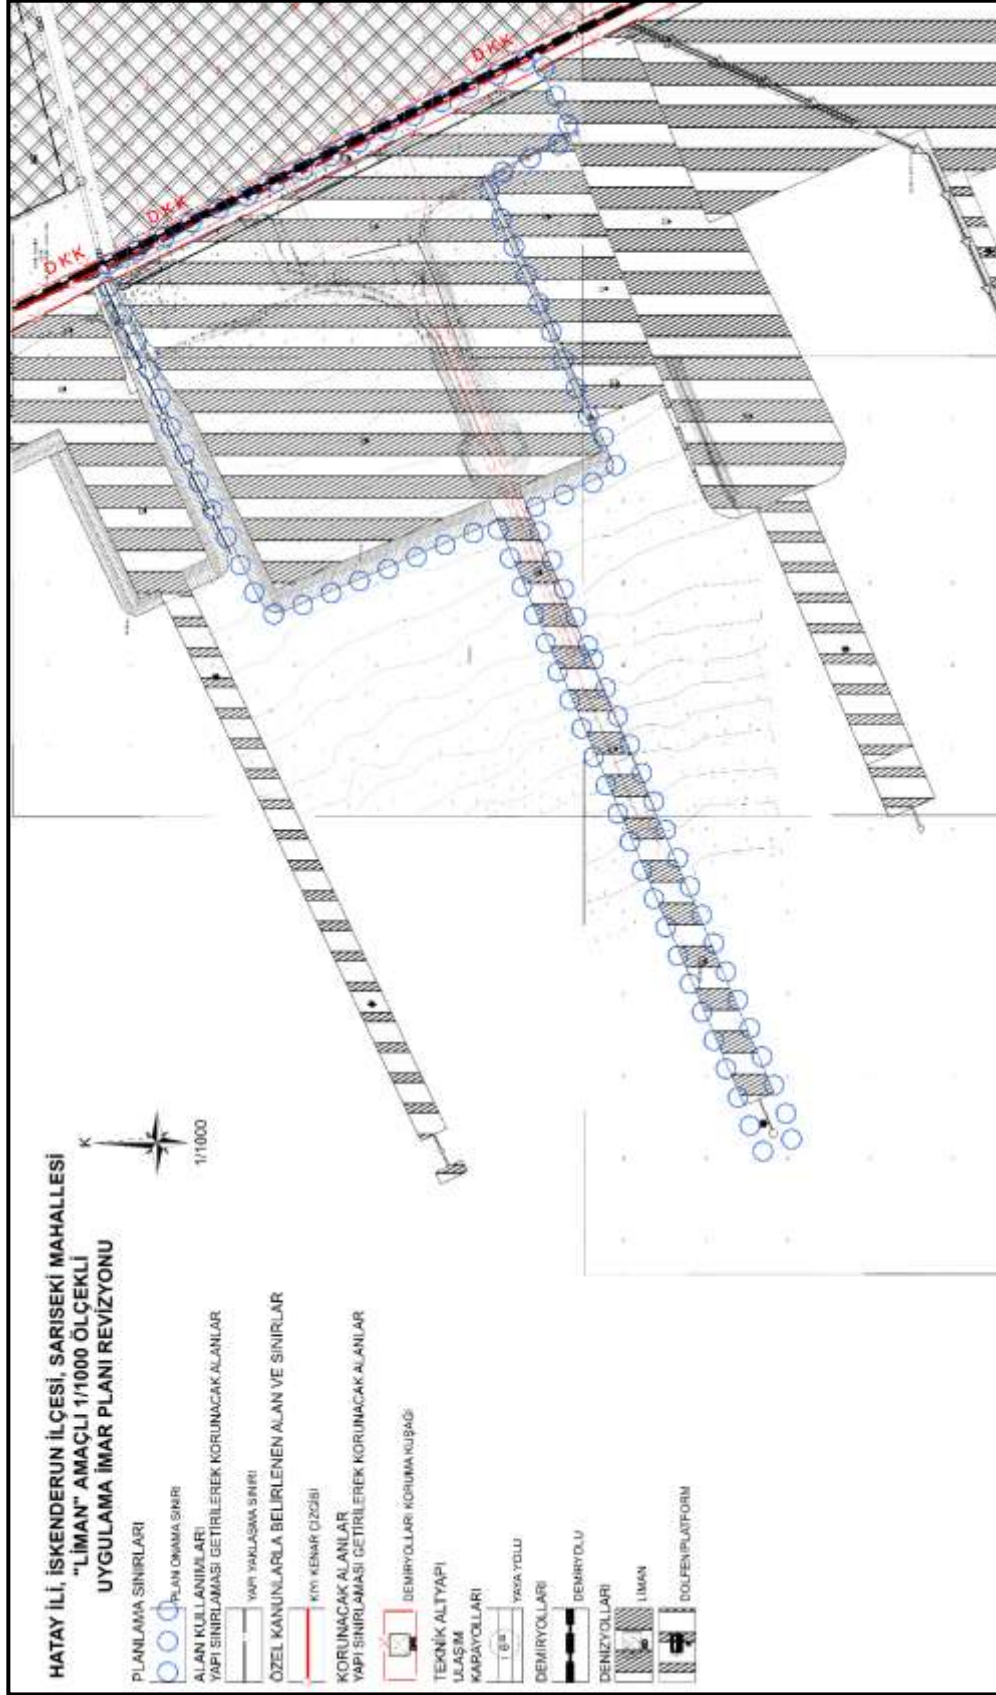 HATAY İLİ, İSKENDERUN İLÇESİ, SARISEKİ MAHALLESİ
"LİMAN" AMAÇLI 1/1000 ÖLÇEKLİ
UYGULAMA İMAR PLANI REVİZYONU
K
1/1000
PLANLAMA SINIRLARI
PLAN ONAMA SINIRI
ALAN KULLANIMLARI
YAPI SINIRLAMASI GETİRİLEREK KORUNACAK ALANLAR
YAPI YAKLAŞMA SINIRI
ÖZEL KANUNLARLA BELİRLENEN ALAN VE SINIRLAR
KIYI KENAR ÇİZGİSİ
KORUNACAK ALANLAR
YAPI SINIRLAMASI GETİRİLEREK KORUNACAK ALANLAR
DEMİRYOLLARI KORUMA KUŞAĞI
TEKNİK ALTYAPI
ULAŞIM
KARAYOLLARI
YAYA YOLU
DEMİRYOLLARI
DEMİRYOLU
DENİZYOLLARI
LİMAN
DOLFEN/PLATFORM
DKK
DKK
DKK